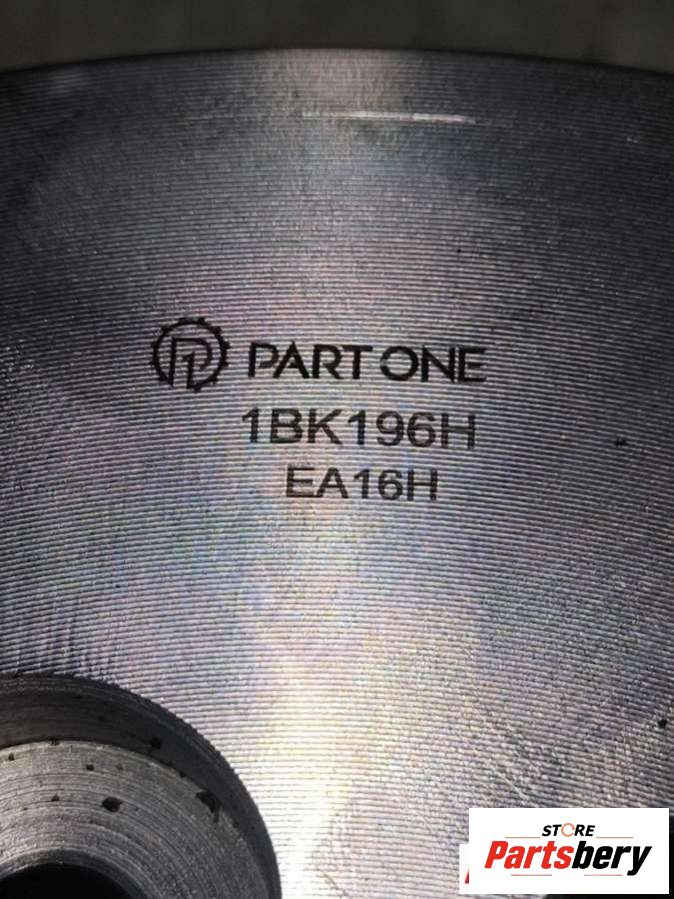 PART ONE
1BK196H
EA16H
STORE
Partsbery